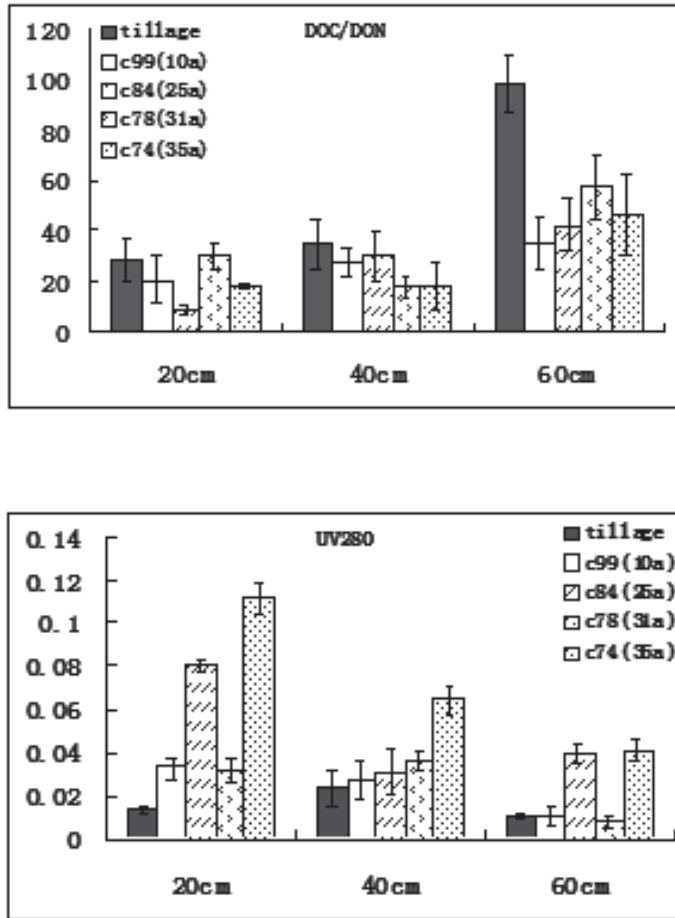 DOC/DON
120
100
80
60
40
20
0
tillage
c99(10a)
c84(25a)
c78(31a)
c74(35a)
20cm 40cm 60cm
UV280
0.14
0.12
0.1
0.08
0.06
0.04
0.02
0
tillage
c99(10a)
c84(25a)
c78(31a)
c74(35a)
20cm 40cm 60cm